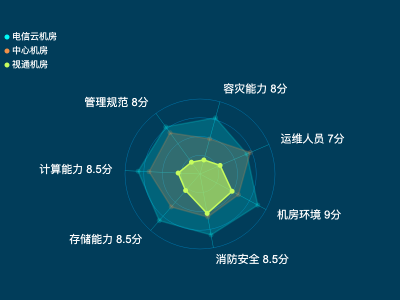 电信云机房
中心机房
视通机房
容灾能力 8分
管理规范 8分
运维人员 7分
计算能力 8.5分
机房环境 9分
存储能力 8.5分
消防安全 8.5分